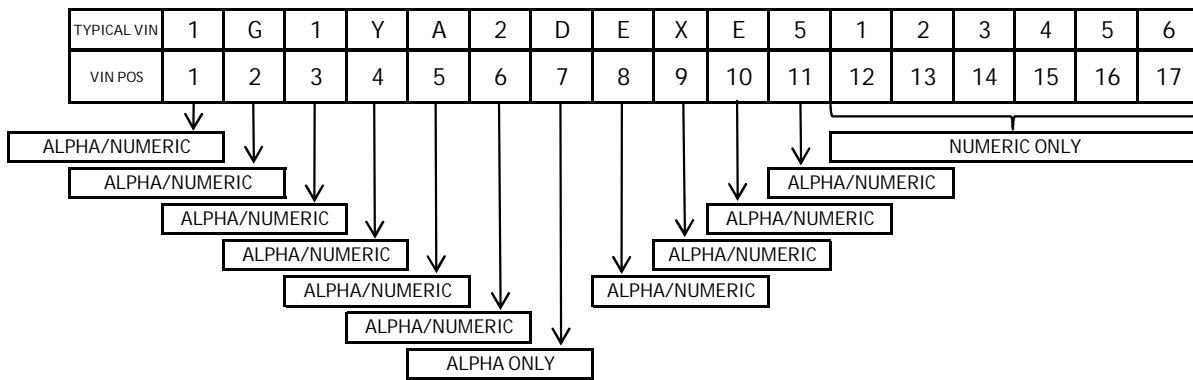 TYPICAL VIN 1 G 1 Y A 2 D E X E 5 1 2 3 4 5 6
VIN POS 1 2 3 4 5 6 7 8 9 10 11 12 13 14 15 16 17
ALPHA/NUMERIC NUMERIC ONLY
ALPHA/NUMERIC ALPHA/NUMERIC
ALPHA/NUMERIC ALPHA/NUMERIC
ALPHA/NUMERIC ALPHA/NUMERIC
ALPHA/NUMERIC ALPHA/NUMERIC
ALPHA/NUMERIC
ALPHA ONLY